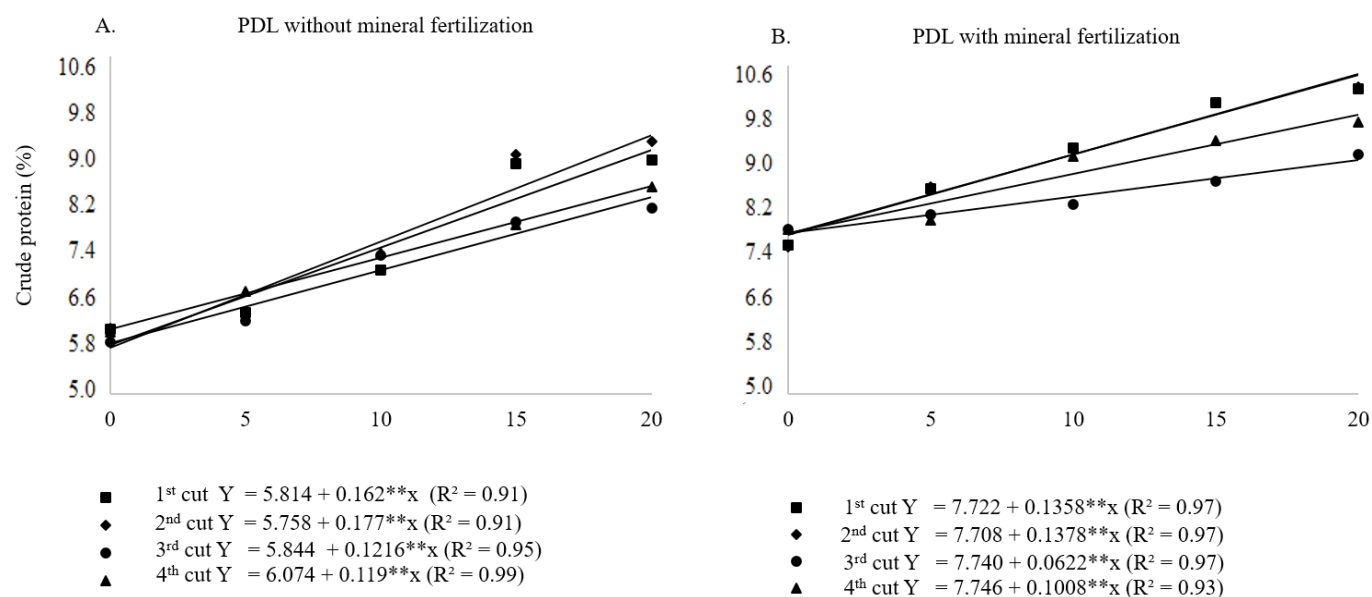 A. PDL without mineral fertilization
Crude protein (%)
10.6
9.8
9.0
8.2
7.4
6.6
5.8
5.0
0 5 10 15 20
1st cut Y = 5.814 + 0.162**x (R² = 0.91)
2nd cut Y = 5.758 + 0.177**x (R² = 0.91)
3rd cut Y = 5.844 + 0.1216**x (R² = 0.95)
4th cut Y = 6.074 + 0.119**x (R² = 0.99)
B. PDL with mineral fertilization
10.6
9.8
9.0
8.2
7.4
6.6
5.8
5.0
0 5 10 15 20
1st cut Y = 7.722 + 0.1358**x (R² = 0.97)
2nd cut Y = 7.708 + 0.1378**x (R² = 0.97)
3rd cut Y = 7.740 + 0.0622**x (R² = 0.97)
4th cut Y = 7.746 + 0.1008**x (R² = 0.93)